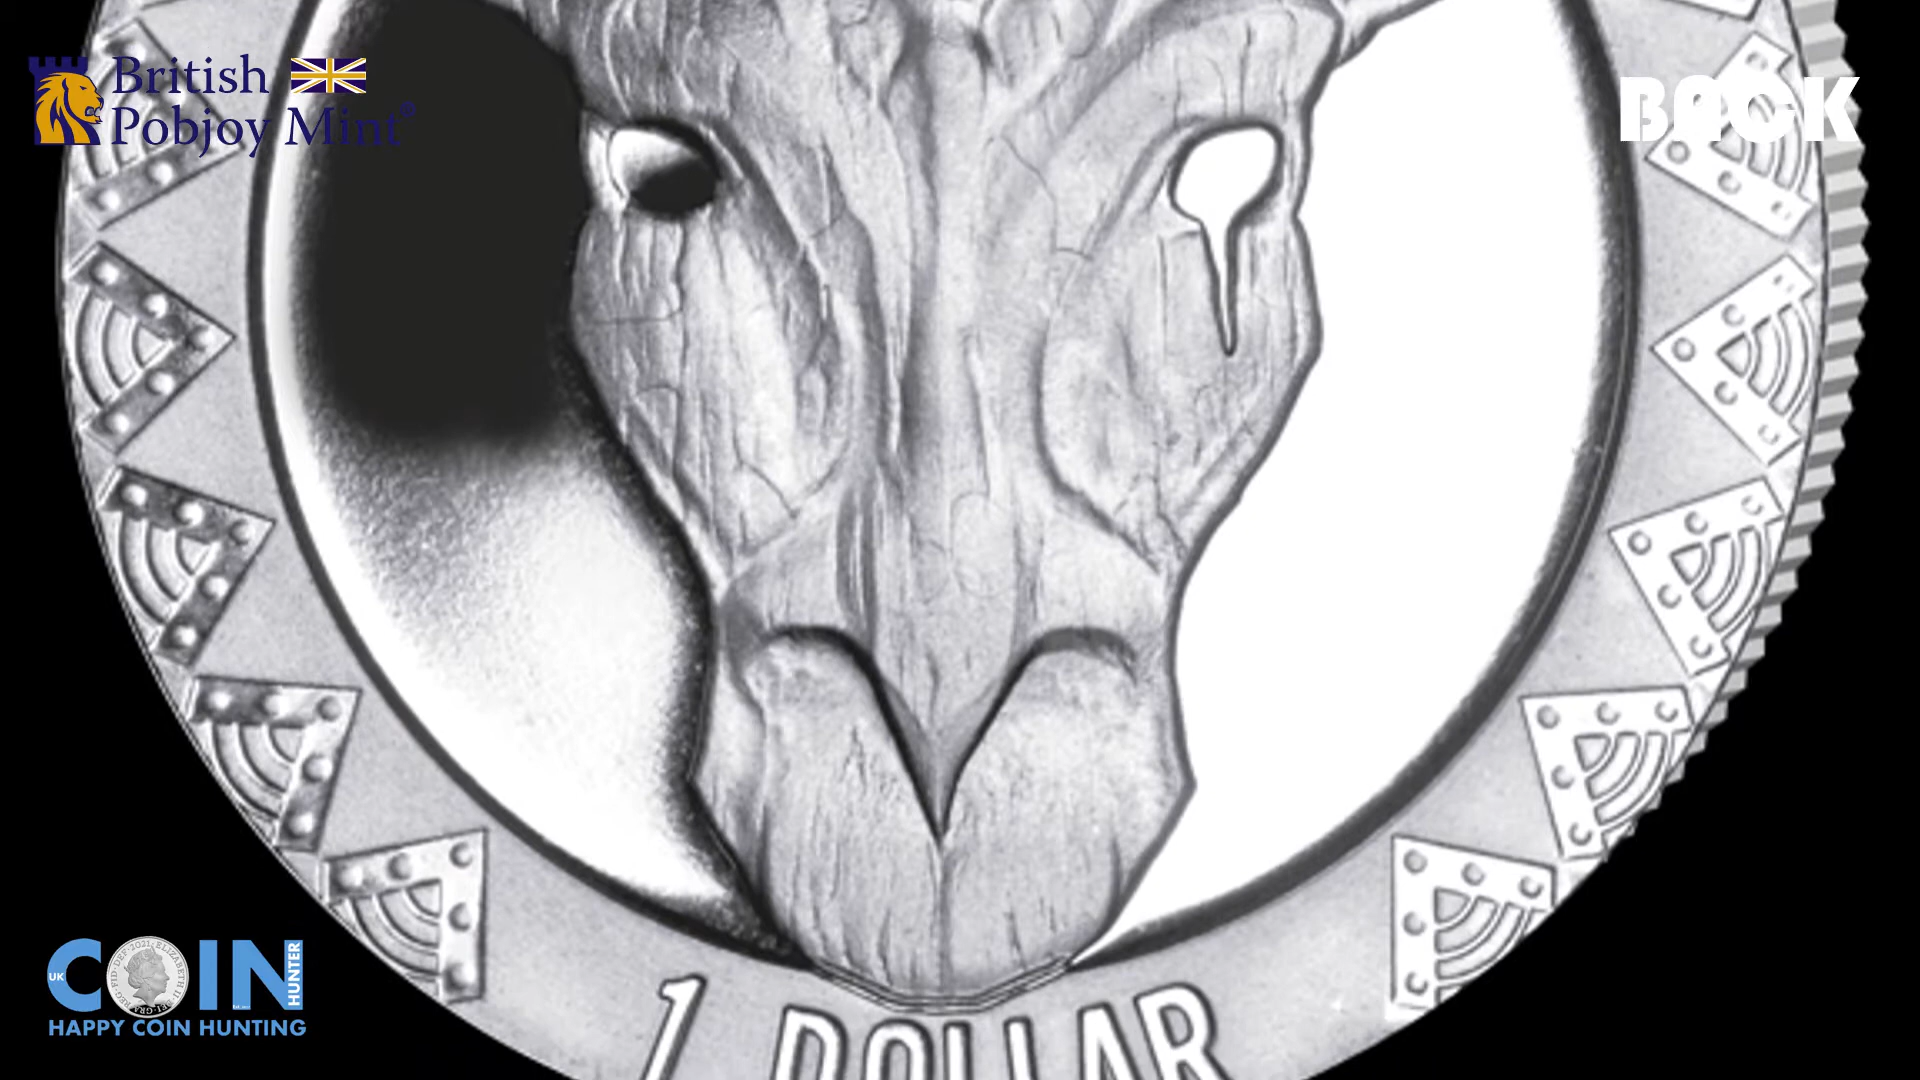 British
Pobjoy Mint®
BACK
UK COIN HUNTER
HAPPY COIN HUNTING
1 DOLLAR